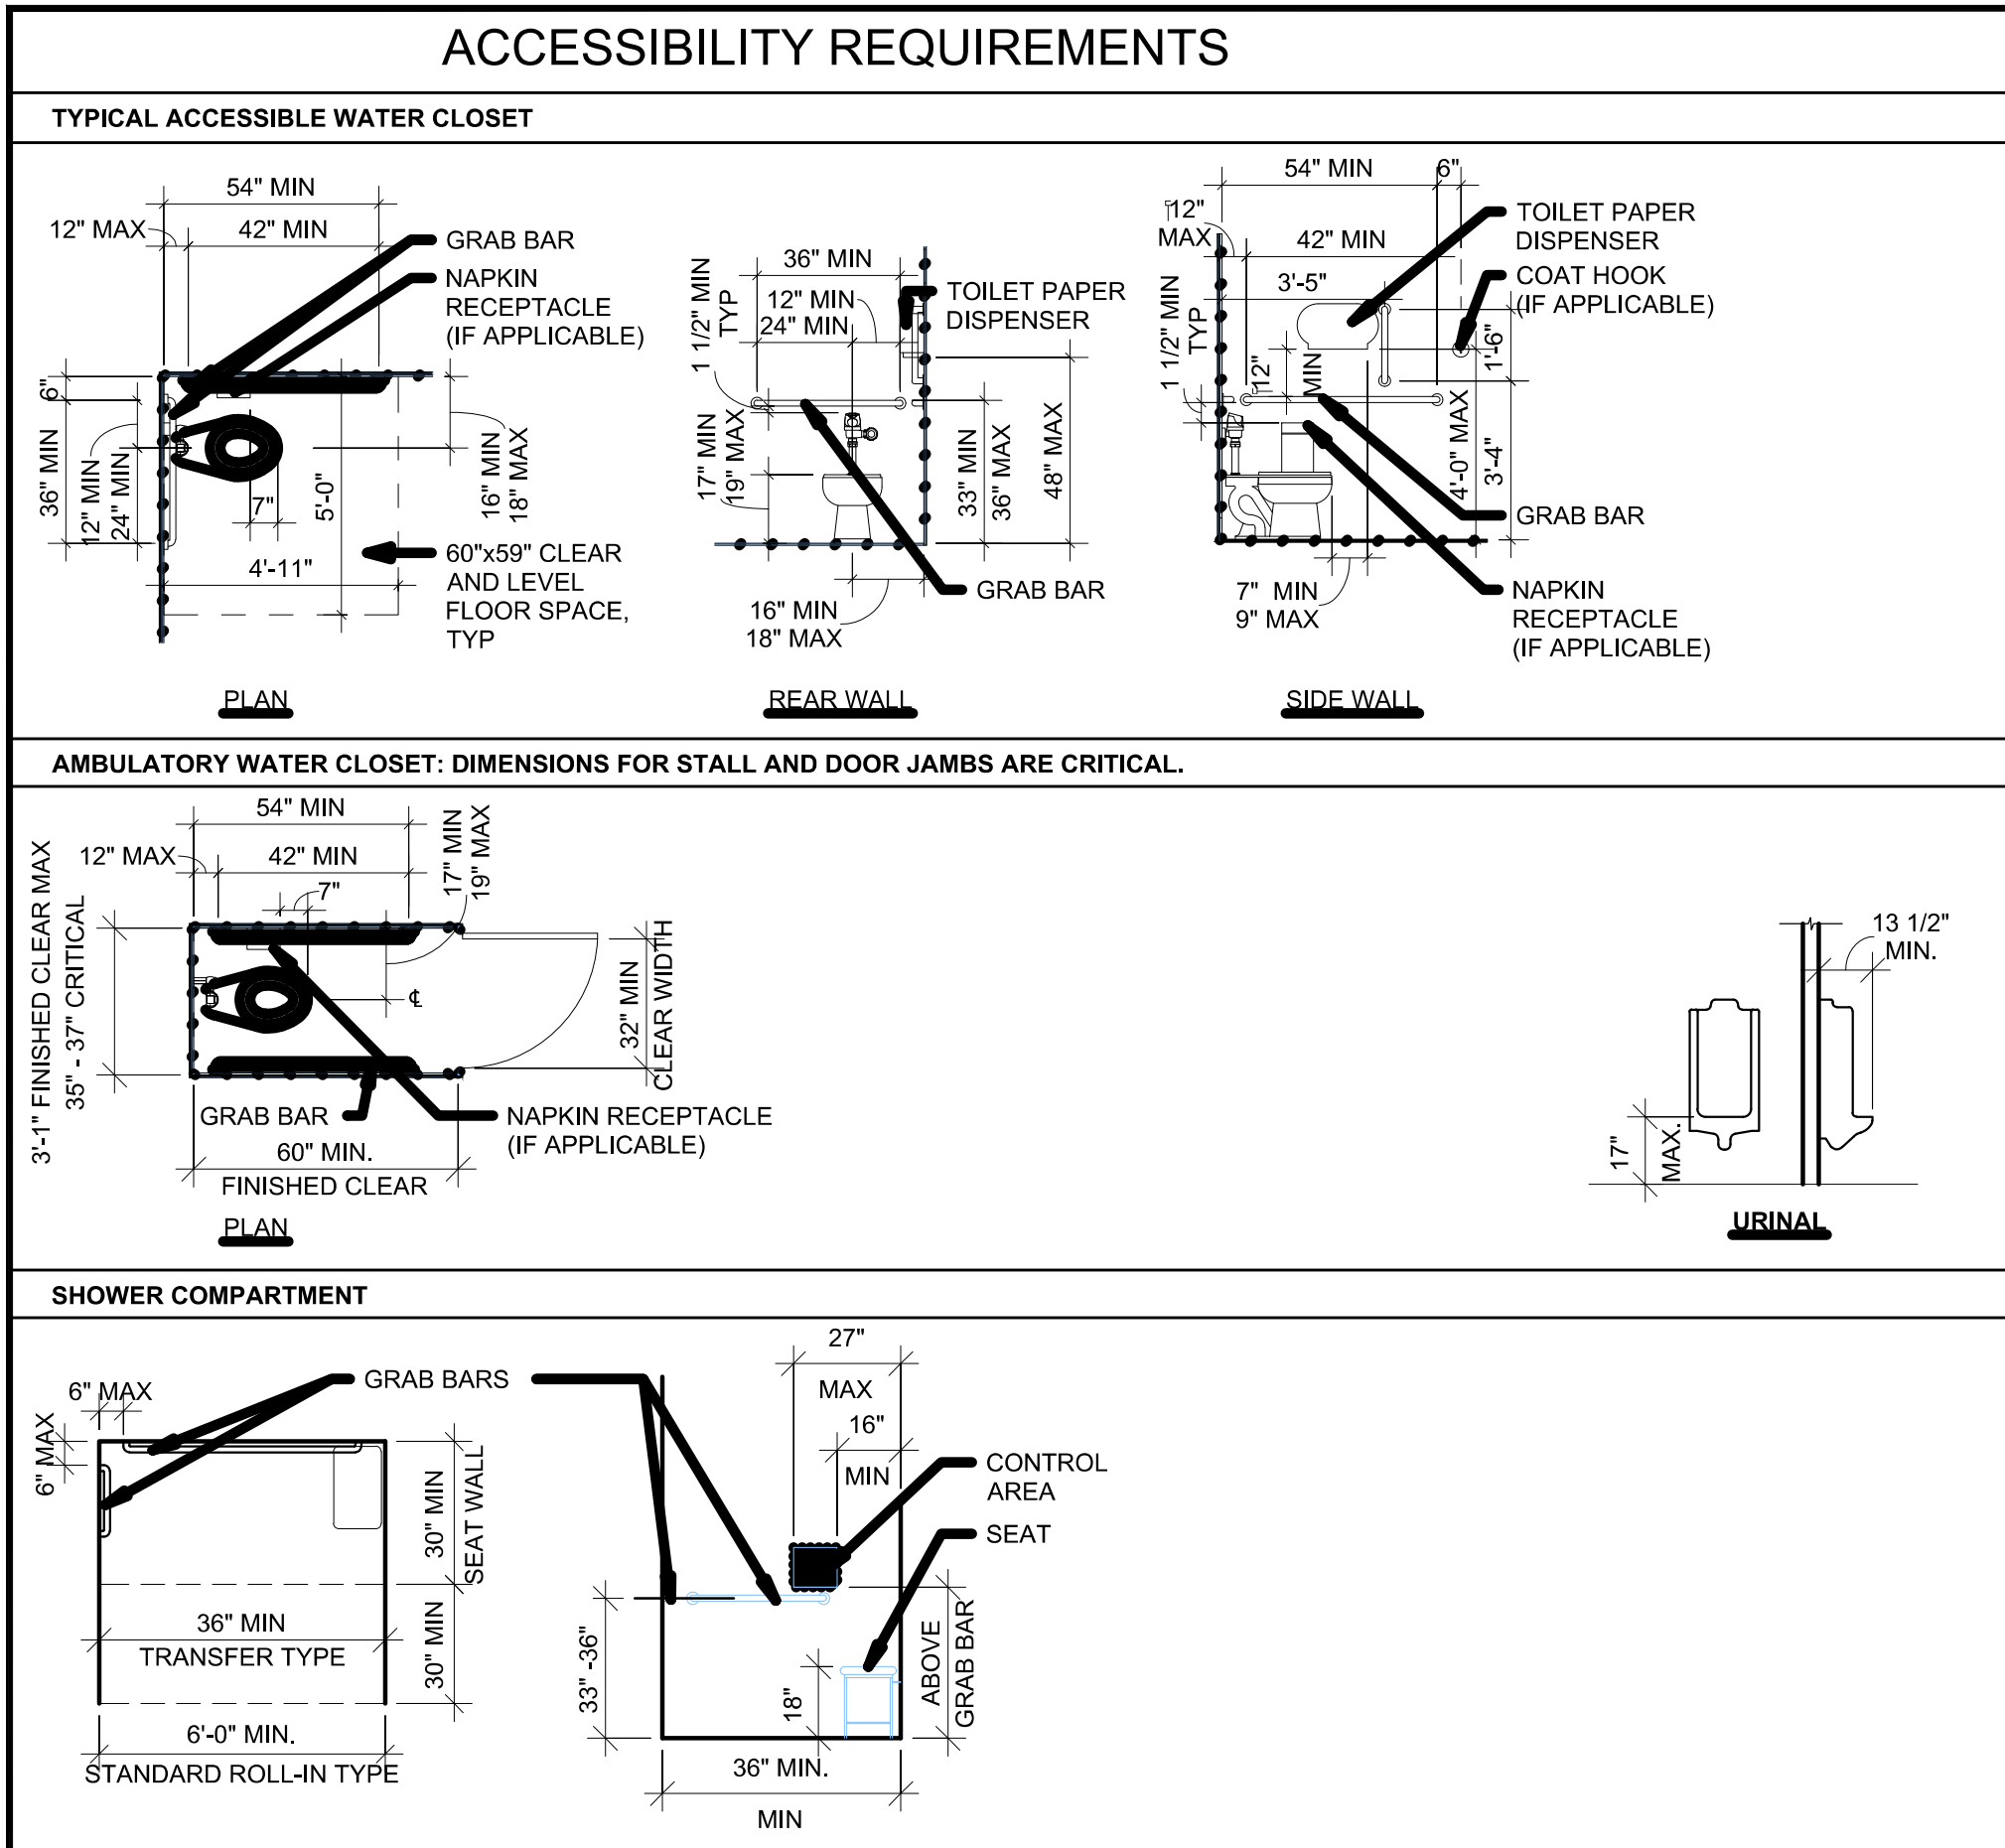 ACCESSIBILITY REQUIREMENTS
TYPICAL ACCESSIBLE WATER CLOSET
54" MIN
12" MAX
42" MIN
GRAB BAR
NAPKIN
RECEPTACLE
(IF APPLICABLE)
6"
36" MIN
12" MIN
24" MIN
7"
5'-0"
16" MIN
18" MAX
4'-11"
60"x59" CLEAR
AND LEVEL
FLOOR SPACE,
TYP
PLAN
36" MIN
1 1/2" MIN
TYP
12" MIN
24" MIN
TOILET PAPER
DISPENSER
17" MIN
19" MAX
33" MIN
36" MAX
48" MAX
GRAB BAR
16" MIN
18" MAX
REAR WALL
54" MIN
6"
12"
MAX
42" MIN
3'-5"
TOILET PAPER
DISPENSER
COAT HOOK
(IF APPLICABLE)
1 1/2" MIN
TYP
12"
MIN
1'-6"
4'-0" MAX
3'-4"
GRAB BAR
7" MIN
9" MAX
NAPKIN
RECEPTACLE
(IF APPLICABLE)
SIDE WALL
AMBULATORY WATER CLOSET: DIMENSIONS FOR STALL AND DOOR JAMBS ARE CRITICAL.
54" MIN
12" MAX
42" MIN
7"
17" MIN
19" MAX
3'-1" FINISHED CLEAR MAX
35" - 37" CRITICAL
℄
32" MIN
CLEAR WIDTH
GRAB BAR
NAPKIN RECEPTACLE
(IF APPLICABLE)
60" MIN.
FINISHED CLEAR
PLAN
13 1/2"
MIN.
17"
MAX.
URINAL
SHOWER COMPARTMENT
GRAB BARS
6" MAX
6" MAX
30" MIN
SEAT WALL
36" MIN
TRANSFER TYPE
30" MIN
6'-0" MIN.
STANDARD ROLL-IN TYPE
27"
MAX
16"
MIN
CONTROL
AREA
SEAT
33" -36"
18"
ABOVE
GRAB BAR
36" MIN.
MIN